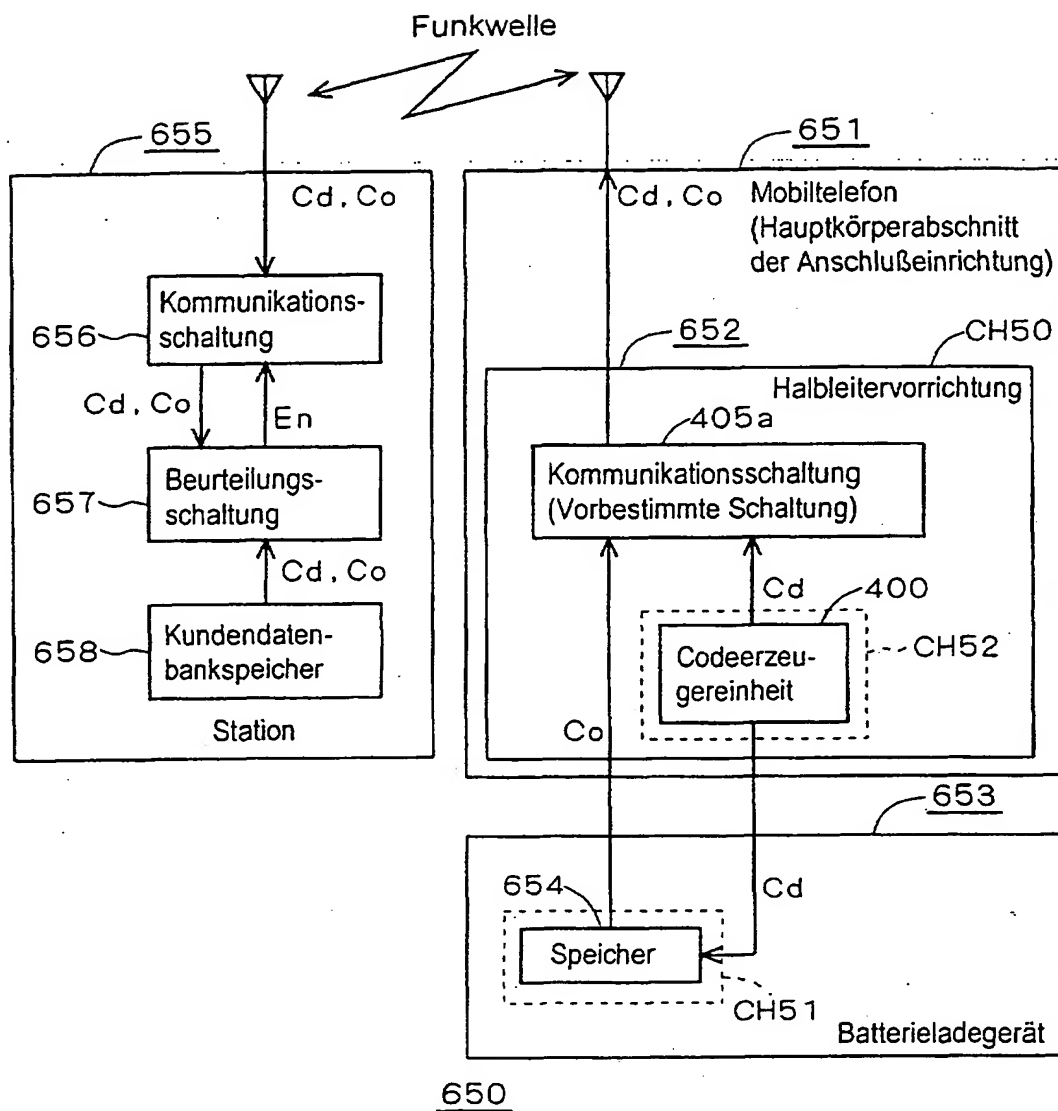 Funkwelle
655
651
Cd, Co
Cd, Co
Mobiltelefon
(Hauptkörperabschnitt
der Anschlußeinrichtung)
Kommunikations-
schaltung
656
652
CH50
Halbleitervorrichtung
Cd, Co
En
405a
Kommunikationsschaltung
(Vorbestimmte Schaltung)
Beurteilungs-
schaltung
657
Cd, Co
Cd
400
Kundendaten-
bankspeicher
658
Codeerzeu-
gereinheit
CH52
Station
Co
653
654
Cd
Speicher
CH51
Batterieladegerät
650